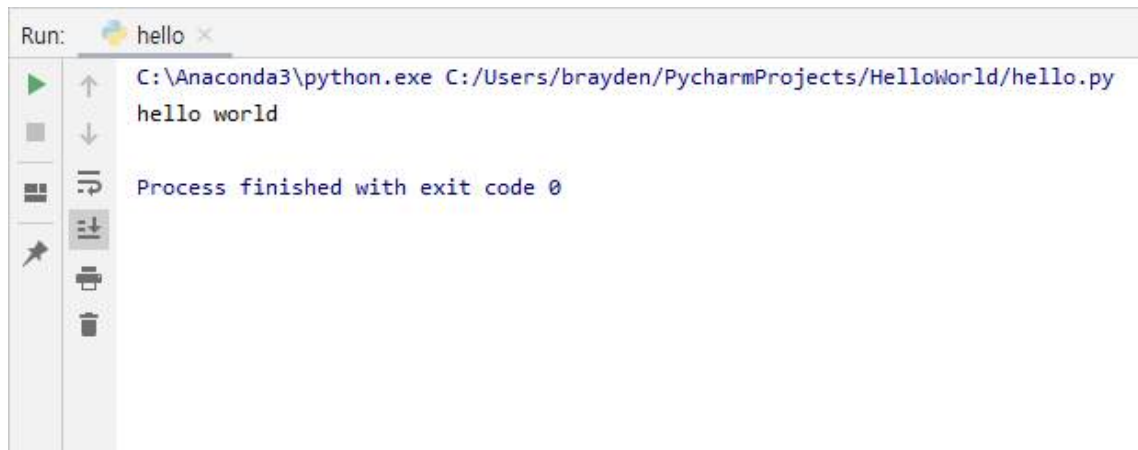 Run:
hello
C:\Anaconda3\python.exe C:/Users/brayden/PycharmProjects/HelloWorld/hello.py
hello world
Process finished with exit code 0